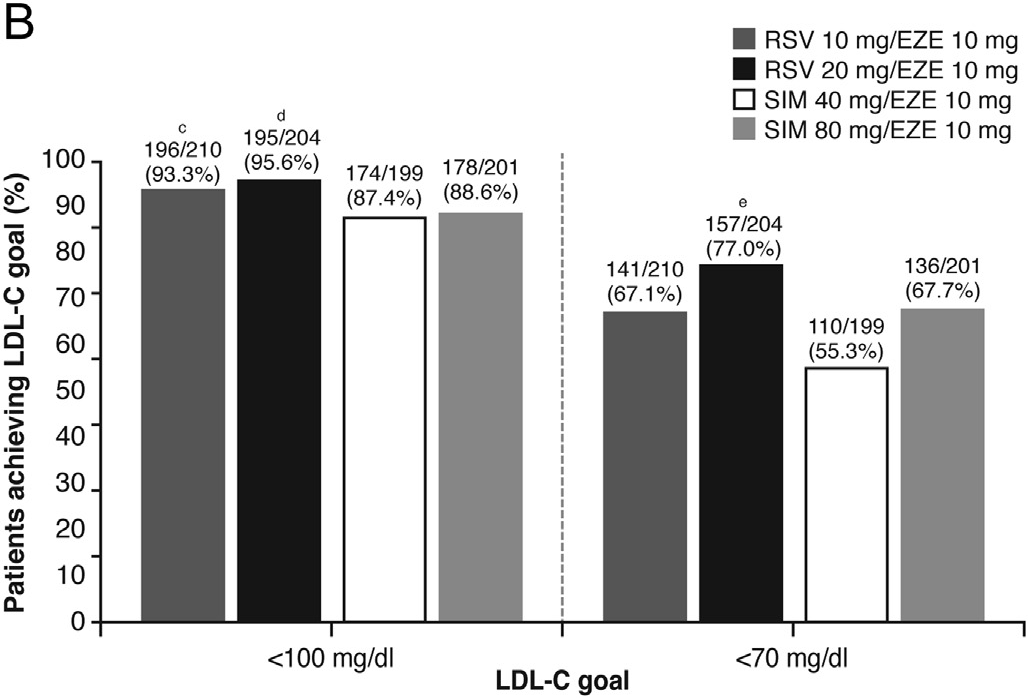 B
RSV 10 mg/EZE 10 mg
RSV 20 mg/EZE 10 mg
SIM 40 mg/EZE 10 mg
SIM 80 mg/EZE 10 mg
Patients achieving LDL-C goal (%)
100
90
80
70
60
50
40
30
20
10
0
c
196/210
(93.3%)
d
195/204
(95.6%)
174/199
(87.4%)
178/201
(88.6%)
141/210
(67.1%)
e
157/204
(77.0%)
110/199
(55.3%)
136/201
(67.7%)
<100 mg/dl
<70 mg/dl
LDL-C goal